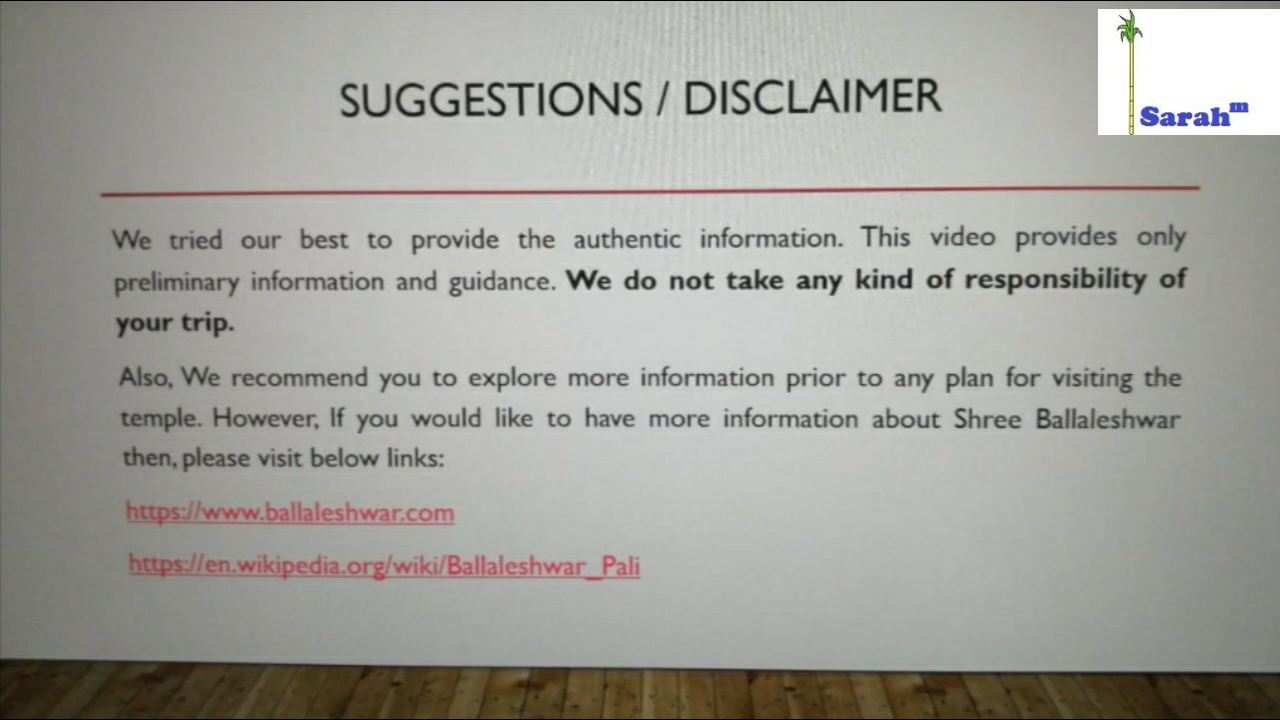 Sarah^m
SUGGESTIONS / DISCLAIMER
We tried our best to provide the authentic information. This video provides only
preliminary information and guidance. We do not take any kind of responsibility of
your trip.
Also, We recommend you to explore more information prior to any plan for visiting the
temple. However, If you would like to have more information about Shree Ballaleshwar
then, please visit below links:
https://www.ballaleshwar.com
https://en.wikipedia.org/wiki/Ballaleshwar_Pali